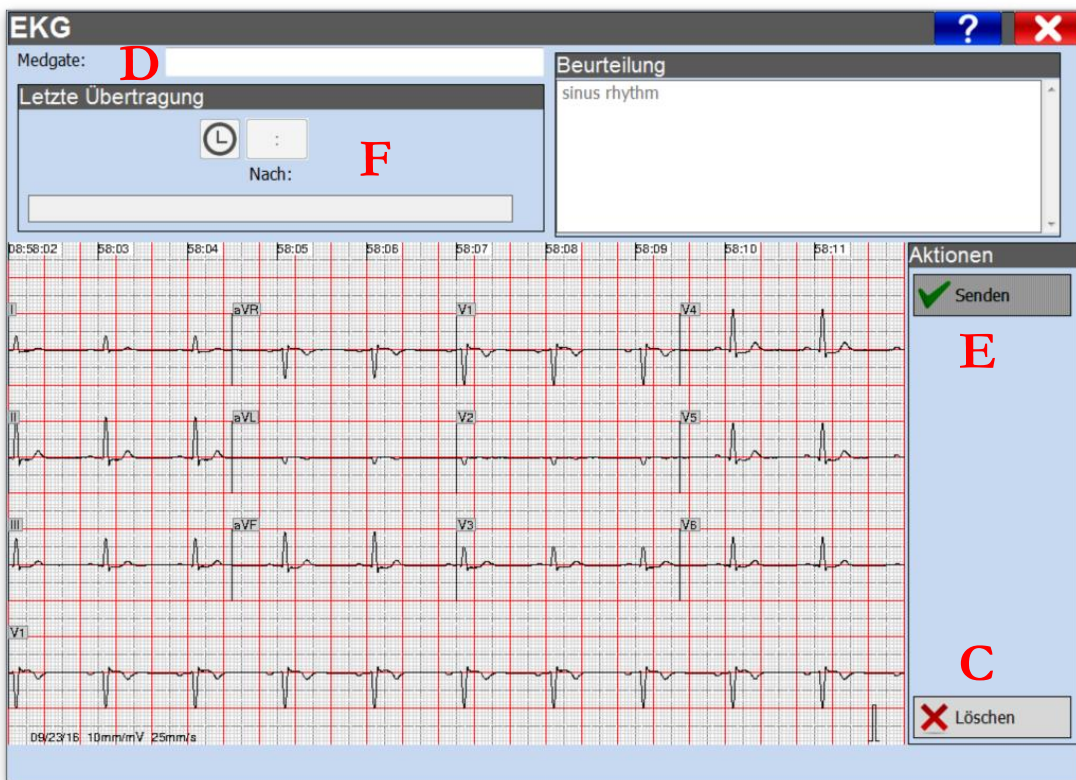 EKG
?
Medgate:
D
Beurteilung
Letzte Übertragung
sinus rhythm
:
F
Nach:
08:58:02 58:03 58:04 58:05 58:06 58:07 58:08 58:09 58:10 58:11
Aktionen
Senden
I aVR V1 V4
E
II aVL V2 V5
III aVF V3 V6
V1
C
Löschen
09/23/16 10mm/mV 25mm/s